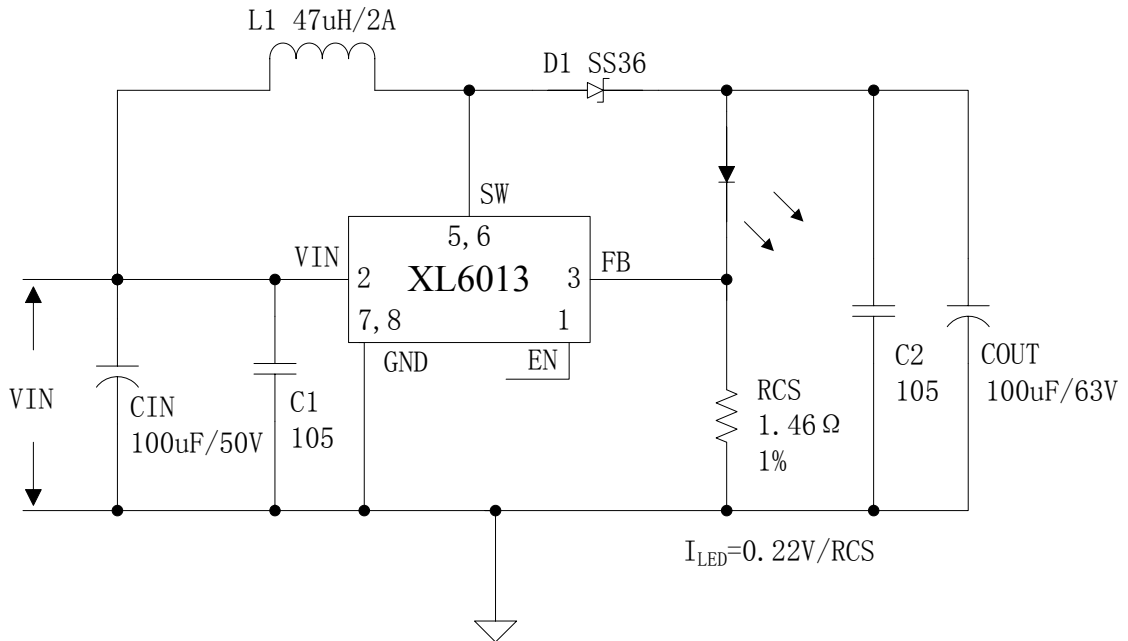 L1 47uH/2A
D1 SS36
SW
5,6
VIN
2
XL6013
3
FB
7,8
1
GND
EN
VIN
CIN
100uF/50V
C1
105
RCS
1.46Ω
1%
C2
105
COUT
100uF/63V
I_LED=0.22V/RCS